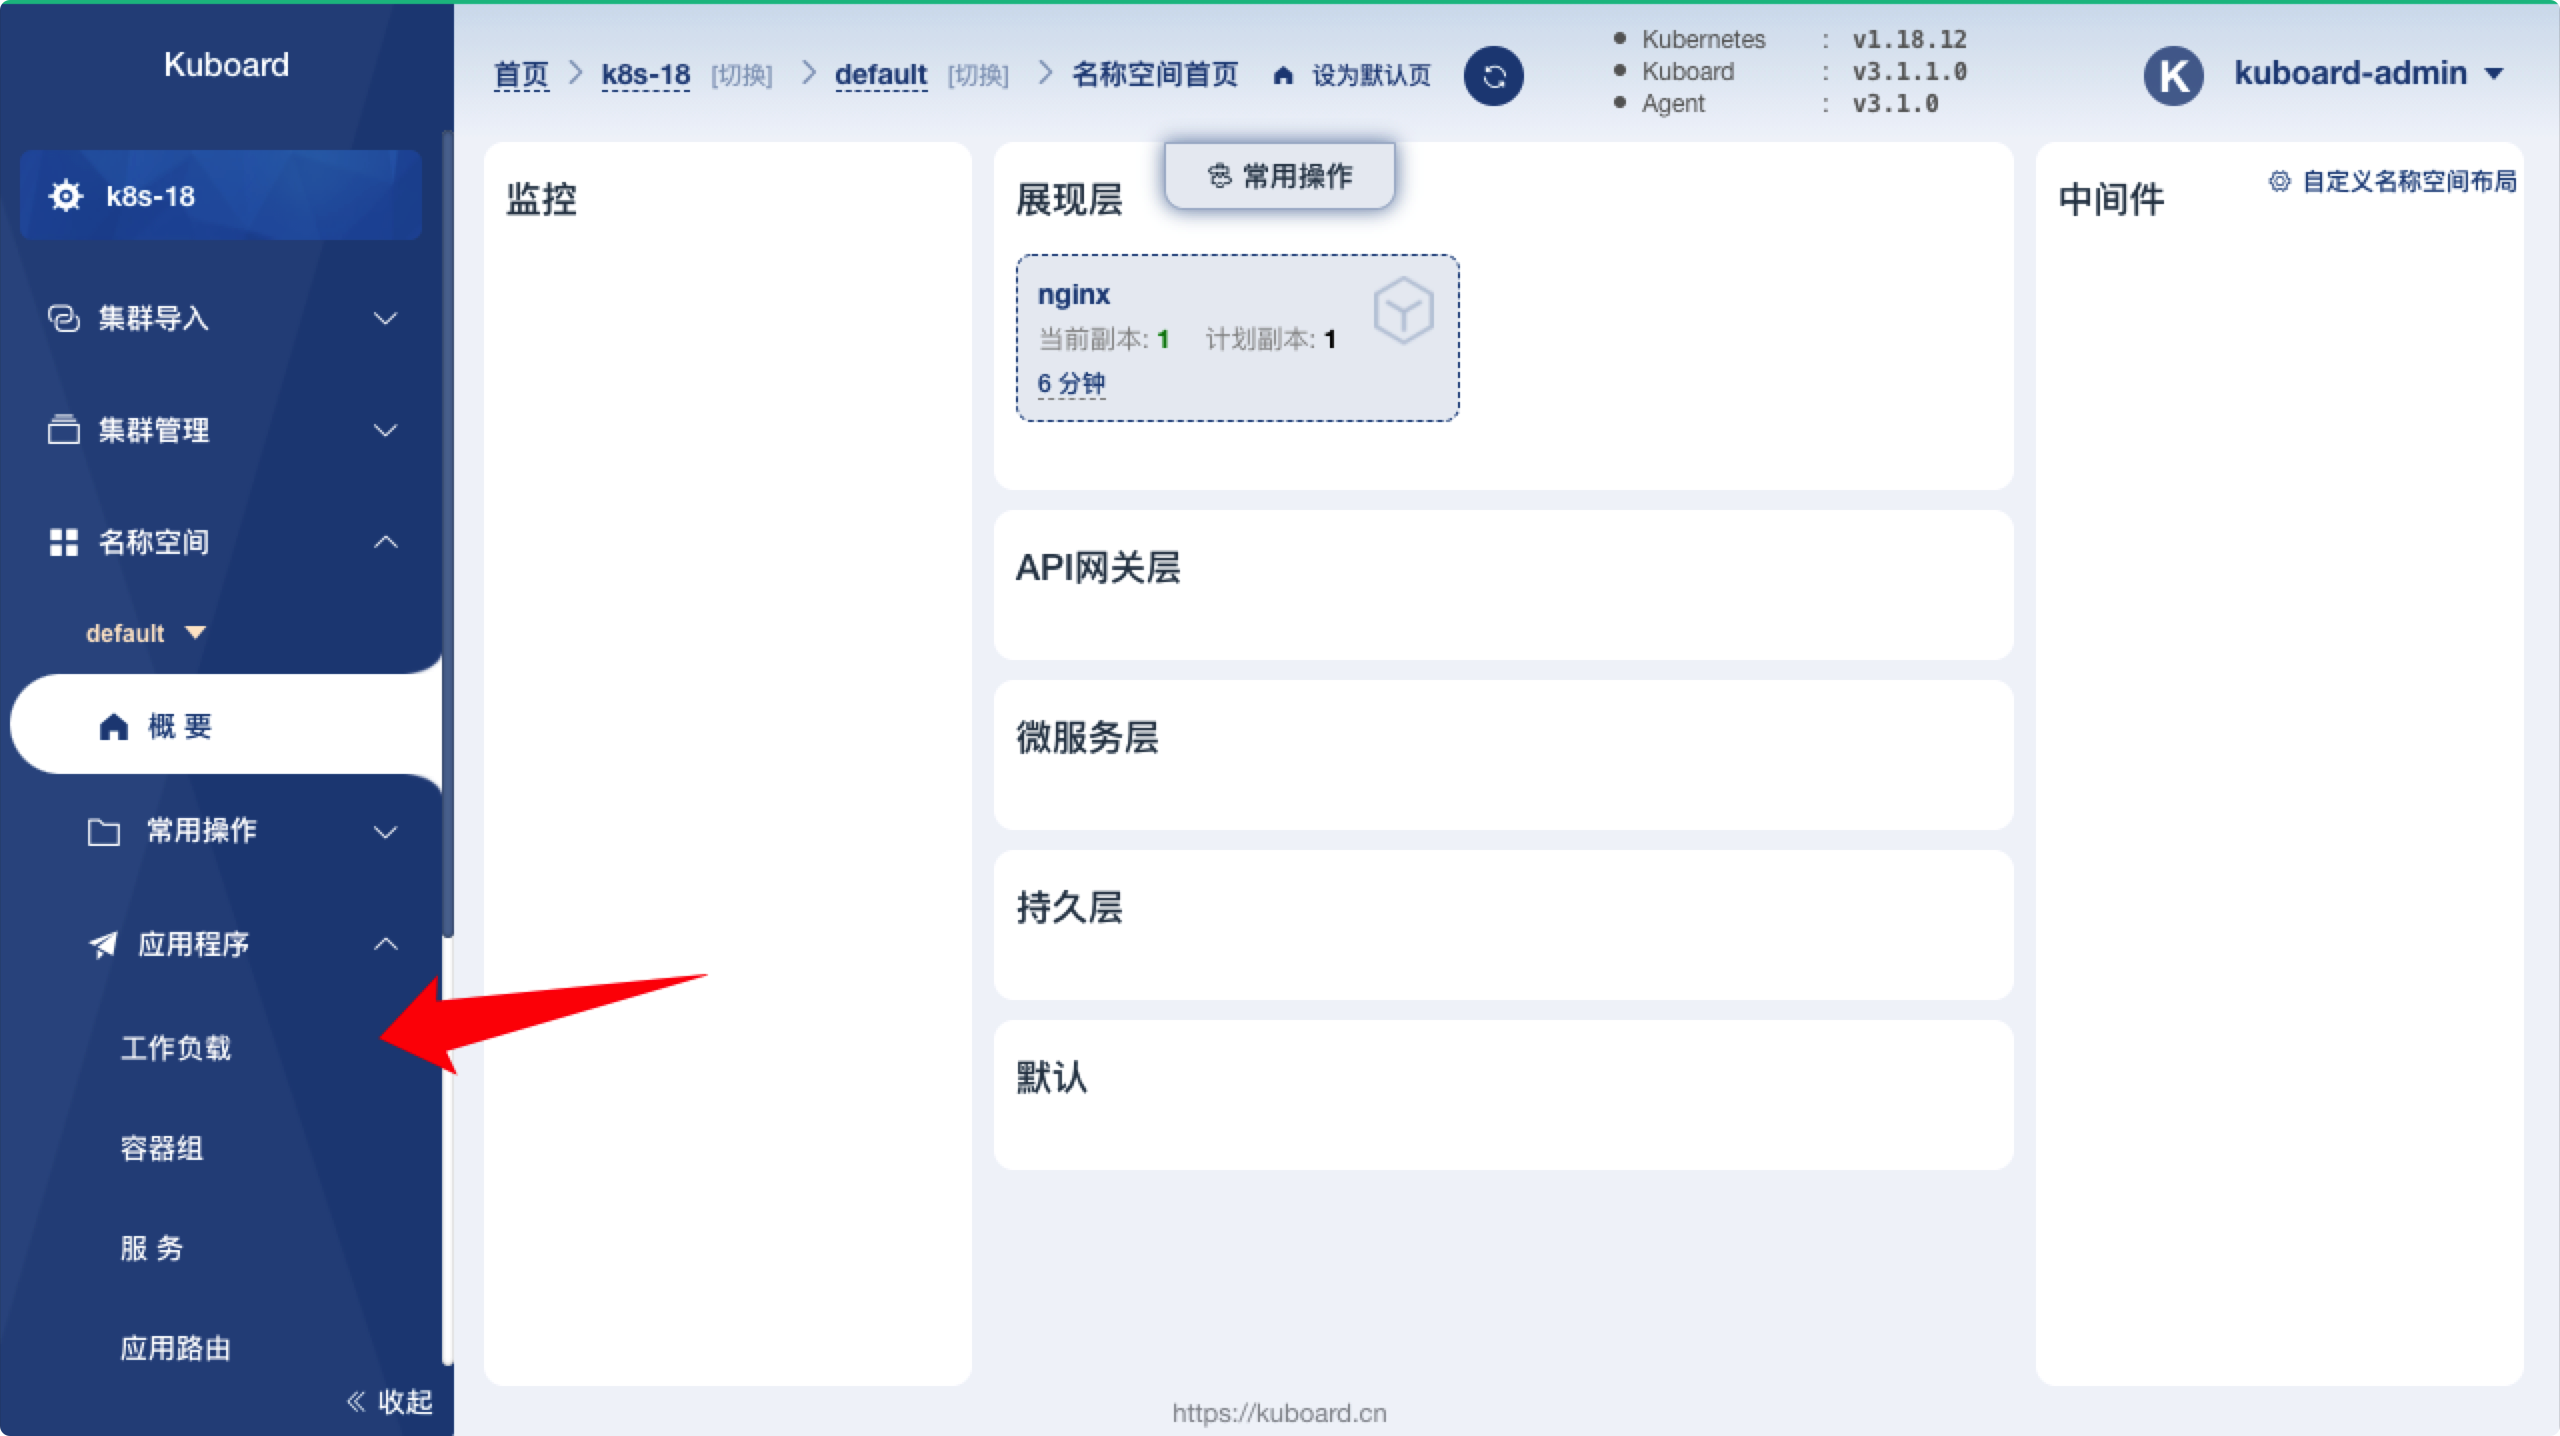 Kuboard
k8s-18
集群导入
集群管理
名称空间
default
概 要
常用操作
应用程序
工作负载
容器组
服 务
应用路由
收起
首页 k8s-18 [切换] default [切换] 名称空间首页 设为默认页
Kubernetes : v1.18.12
Kuboard : v3.1.1.0
Agent : v3.1.0
K kuboard-admin
常用操作
自定义名称空间布局
监控
展现层
nginx
当前副本: 1 计划副本: 1
6 分钟
API网关层
微服务层
持久层
默认
中间件
https://kuboard.cn